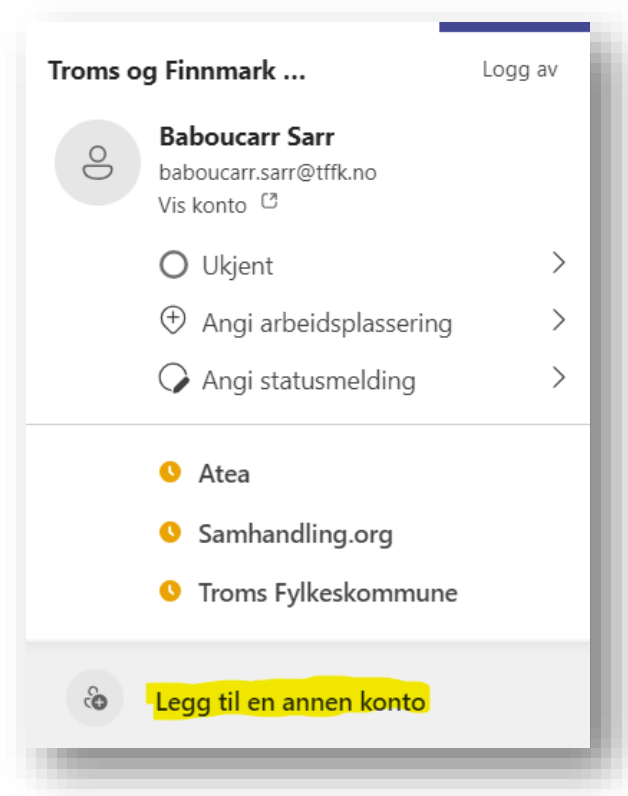 Troms og Finnmark ... Logg av
Baboucarr Sarr
baboucarr.sarr@tffk.no
Vis konto
Ukjent
Angi arbeidsplassering
Angi statusmelding
Atea
Samhandling.org
Troms Fylkeskommune
Legg til en annen konto